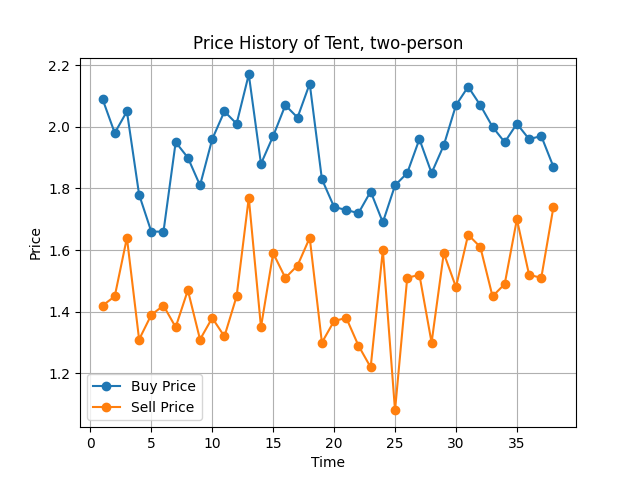 Price History of Tent, two-person
2.2
2.0
1.8
1.6
1.4
1.2
Price
Buy Price
Sell Price
0 5 10 15 20 25 30 35
Time